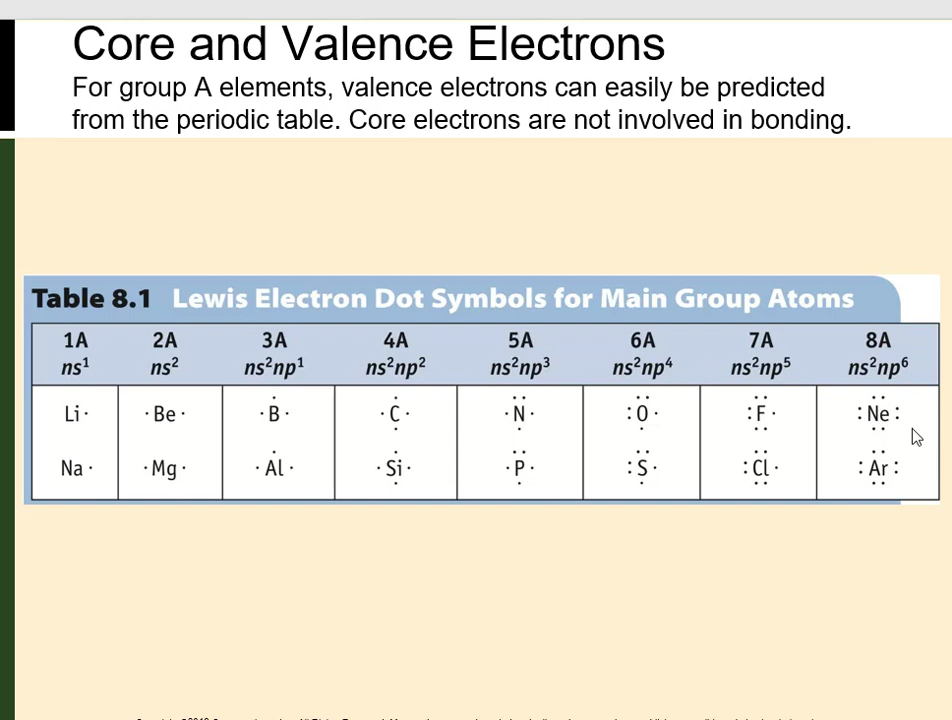 Core and Valence Electrons
For group A elements, valence electrons can easily be predicted
from the periodic table. Core electrons are not involved in bonding.
Table 8.1 Lewis Electron Dot Symbols for Main Group Atoms
1A 2A 3A 4A 5A 6A 7A 8A
ns¹ ns² ns²np¹ ns²np² ns²np³ ns²np⁴ ns²np⁵ ns²np⁶
Li· ·Be· ·B· ·C· ·N· :O· :F· :Ne:
Na· ·Mg· ·Al· ·Si· ·P· :S· :Cl· :Ar: